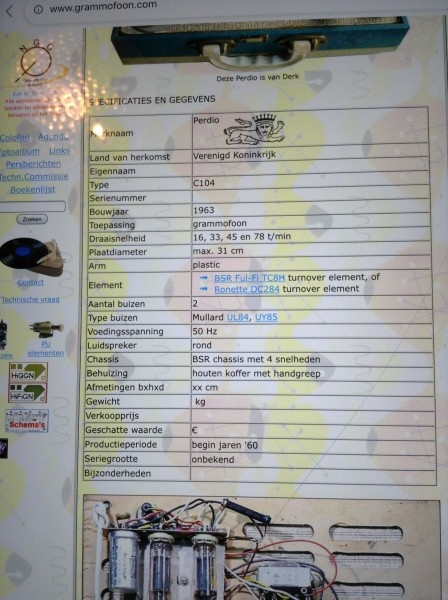 www.grammofoon.com
Deze Perdio is van Derk
SPECIFICATIES EN GEGEVENS
Merknaam Perdio
Land van herkomst Verenigd Koninkrijk
Eigennaam
Type C104
Serienummer
Bouwjaar 1963
Toepassing grammofoon
Draaisnelheid 16, 33, 45 en 78 t/min
Plaatdiameter max. 31 cm
Arm plastic
Element → BSR Ful-Fi TC8H turnover element, of
→ Ronette DC284 turnover element
Aantal buizen 2
Type buizen Mullard UL84, UY85
Voedingsspanning 50 Hz
Luidspreker rond
Chassis BSR chassis met 4 snelheden
Behuizing houten koffer met handgreep
Afmetingen bxhxd xx cm
Gewicht kg
Verkoopprijs
Geschatte waarde €
Productieperiode begin jaren '60
Seriegrootte onbekend
Bijzonderheden
N G C
Colofon
Fotoalbum Links
Persberichten
Techn.Commissie
Boekenlijst
Zoeken
Contact
Technische vraag
PU
elementen
HiQGN
HiFiGN
Schema's